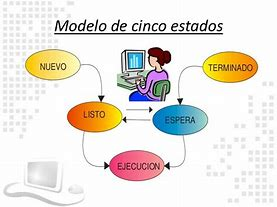 Modelo de cinco estados
NUEVO
TERMINADO
LISTO
ESPERA
EJECUCION